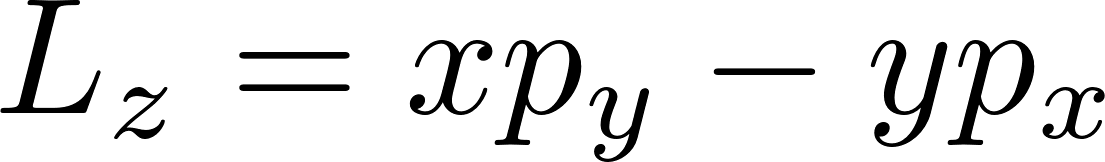 L_z = xp_y − yp_x